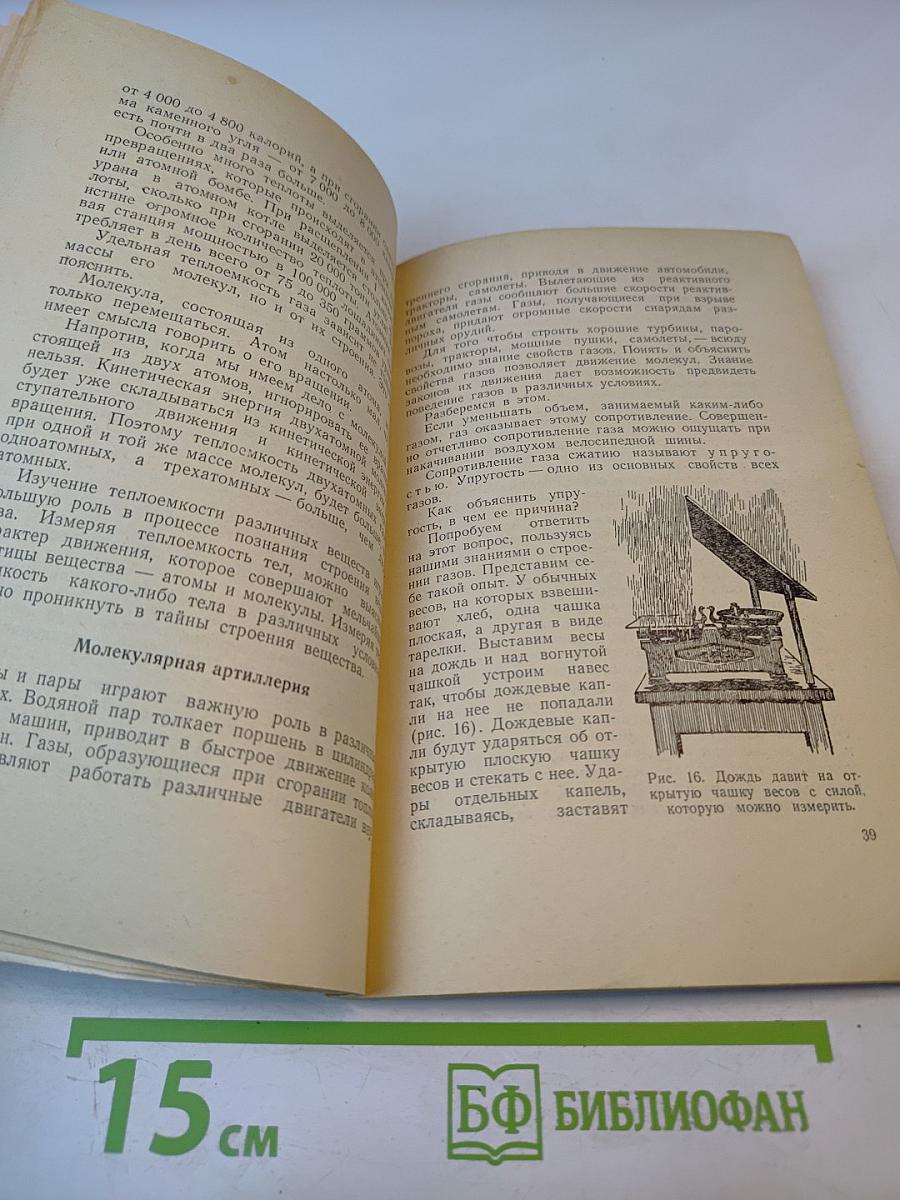 от 4 000 до 4 800 калорий, а при сгорании
ма каменного угля — от 7 000 до 8 000
есть почти в два раза больше.
Особенно много теплоты выделяется при
превращениях, которые происходят в
или атомной бомбе. При расщеплении
урана в атомном котле выделяется столько
лоты, сколько при сгорании 20 000 тонн
истине огромное количество теплоты!
вая станция мощностью в 100 000
требляет в день всего от 75 до 350 граммов
Удельная теплоемкость газа зависит не
массы его молекул, но и от их строения.
пояснить.
Молекула, состоящая из одного атома,
только перемещаться. Атом настолько мал,
имеет смысла говорить о его вращении.
Напротив, когда мы имеем дело с
стоящей из двух атомов, игнорировать ее
нельзя. Кинетическая энергия двухатомной
будет уже складываться из кинетической
ступательного движения и кинетической
вращения. Поэтому теплоемкость двухатомных
при одной и той же массе молекул, будет больше
одноатомных, а трехатомных — больше, чем
атомных.
Изучение теплоемкости различных веществ
большую роль в процессе познания строения
ва. Измеряя теплоемкость тел, можно
рактер движения, которое совершают мельчайшие
тицы вещества — атомы и молекулы. Измеряя
мкость какого-либо тела в различных
но проникнуть в тайны строения вещества.
Молекулярная артиллерия
ы и пары играют важную роль в
х. Водяной пар толкает поршень в
машин, приводит в быстрое движение
н. Газы, образующиеся при сгорании
вляют работать различные двигатели
треннего сгорания, приводя в движение автомобили,
тракторы, самолеты. Вылетающие из реактивного
двигателя газы сообщают большие скорости реактив-
ным самолетам. Газы, получающиеся при взрыве
пороха, придают огромные скорости снарядам раз-
личных орудий.
Для того чтобы строить хорошие турбины, паро-
возы, тракторы, мощные пушки, самолеты,— всюду
необходимо знание свойств газов. Понять и объяснить
свойства газов позволяет движение молекул. Знание
законов их движения дает возможность предвидеть
поведение газов в различных условиях.
Разберемся в этом.
Если уменьшать объем, занимаемый каким-либо
газом, газ оказывает этому сопротивление. Совершен-
но отчетливо сопротивление газа можно ощущать при
накачивании воздухом велосипедной шины.
Сопротивление газа сжатию называют упруго-
стью. Упругость — одно из основных свойств всех
газов.
Как объяснить упру-
гость, в чем ее причина?
Попробуем ответить
на этот вопрос, пользуясь
нашими знаниями о строе-
нии газов. Представим се-
бе такой опыт. У обычных
весов, на которых взвеши-
вают хлеб, одна чашка
плоская, а другая в виде
тарелки. Выставим весы
на дождь и над вогнутой
чашкой устроим навес
так, чтобы дождевые кап-
ли на нее не попадали
(рис. 16). Дождевые кап-
ли будут ударяться об от-
крытую плоскую чашку
весов и стекать с нее. Уда-
ры отдельных капель,
складываясь, заставят
Рис. 16. Дождь давит на от-
крытую чашку весов с силой,
которую можно измерить.
39
15 см
БФ БИБЛИОФАН